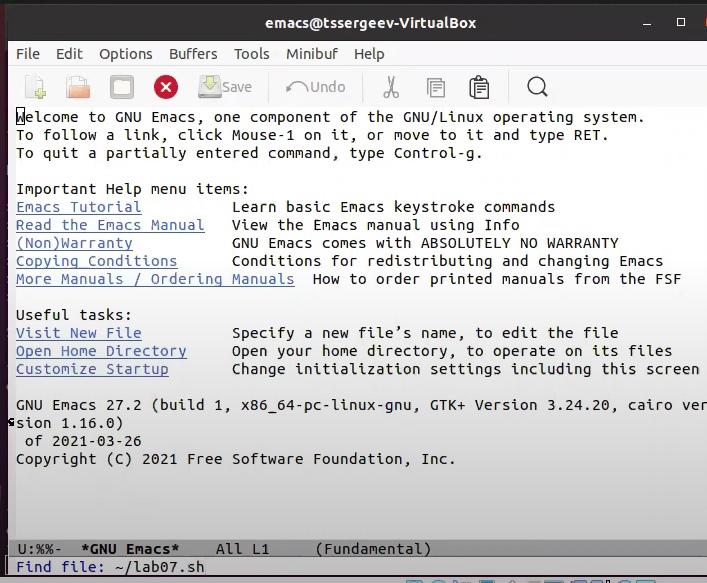 emacs@tssergeev-VirtualBox
File Edit Options Buffers Tools Minibuf Help
Save Undo
Welcome to GNU Emacs, one component of the GNU/Linux operating system.
To follow a link, click Mouse-1 on it, or move to it and type RET.
To quit a partially entered command, type Control-g.
Important Help menu items:
Emacs Tutorial Learn basic Emacs keystroke commands
Read the Emacs Manual View the Emacs manual using Info
(Non)Warranty GNU Emacs comes with ABSOLUTELY NO WARRANTY
Copying Conditions Conditions for redistributing and changing Emacs
More Manuals / Ordering Manuals How to order printed manuals from the FSF
Useful tasks:
Visit New File Specify a new file’s name, to edit the file
Open Home Directory Open your home directory, to operate on its files
Customize Startup Change initialization settings including this screen
GNU Emacs 27.2 (build 1, x86_64-pc-linux-gnu, GTK+ Version 3.24.20, cairo ver
sion 1.16.0)
of 2021-03-26
Copyright (C) 2021 Free Software Foundation, Inc.
U:%%- *GNU Emacs* All L1 (Fundamental)
Find file: ~/lab07.sh